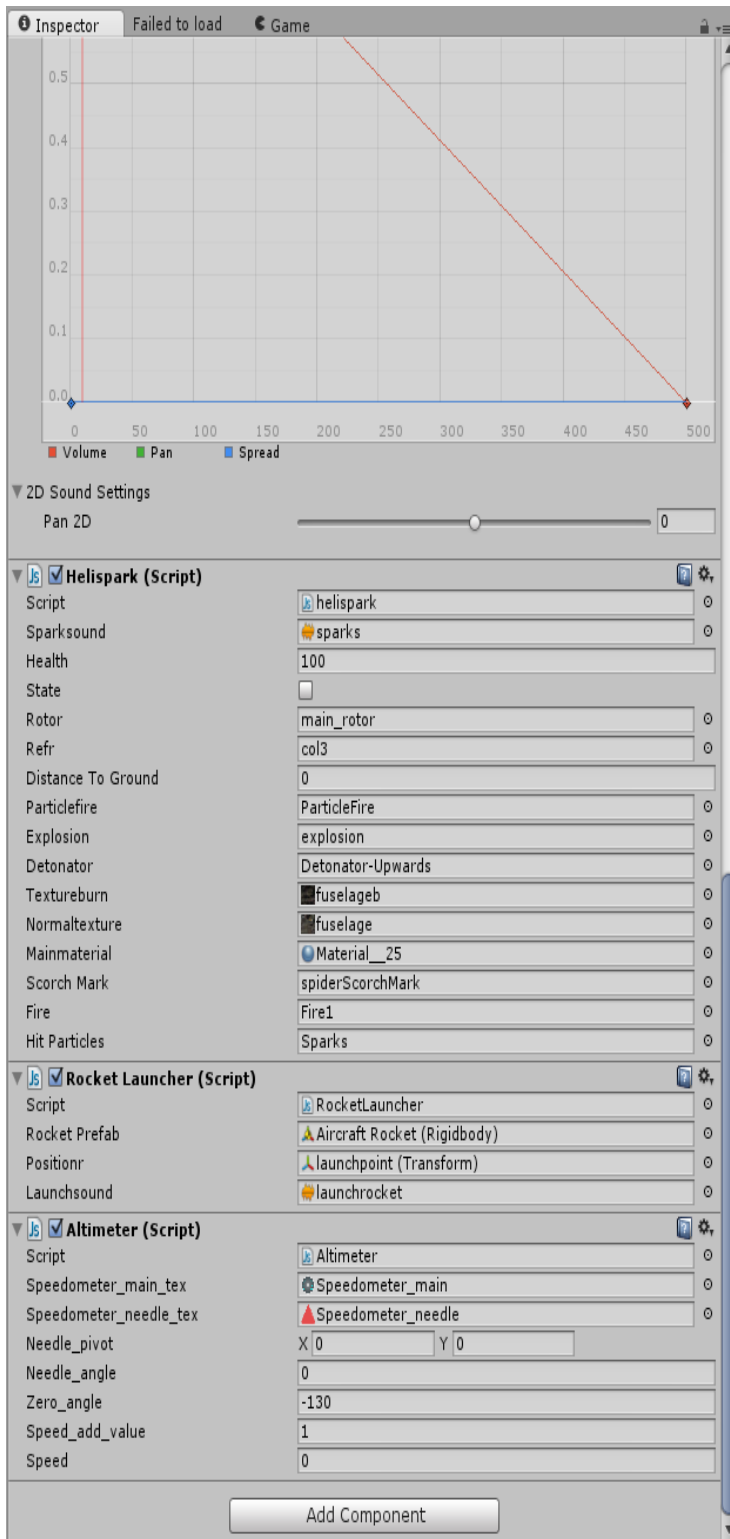 Inspector Failed to load Game
0.5
0.4
0.3
0.2
0.1
0.0
0 50 100 150 200 250 300 350 400 450 500
Volume Pan Spread
2D Sound Settings
Pan 2D 0
Helispark (Script)
Script helispark
Sparksound sparks
Health 100
State
Rotor main_rotor
Refr col3
Distance To Ground 0
Particlefire ParticleFire
Explosion explosion
Detonator Detonator-Upwards
Textureburn fuselageb
Normaltexture fuselage
Mainmaterial Material__25
Scorch Mark spiderScorchMark
Fire Fire1
Hit Particles Sparks
Rocket Launcher (Script)
Script RocketLauncher
Rocket Prefab Aircraft Rocket (Rigidbody)
Positionr launchpoint (Transform)
Launchsound launchrocket
Altimeter (Script)
Script Altimeter
Speedometer_main_tex Speedometer_main
Speedometer_needle_tex Speedometer_needle
Needle_pivot X 0 Y 0
Needle_angle 0
Zero_angle -130
Speed_add_value 1
Speed 0
Add Component